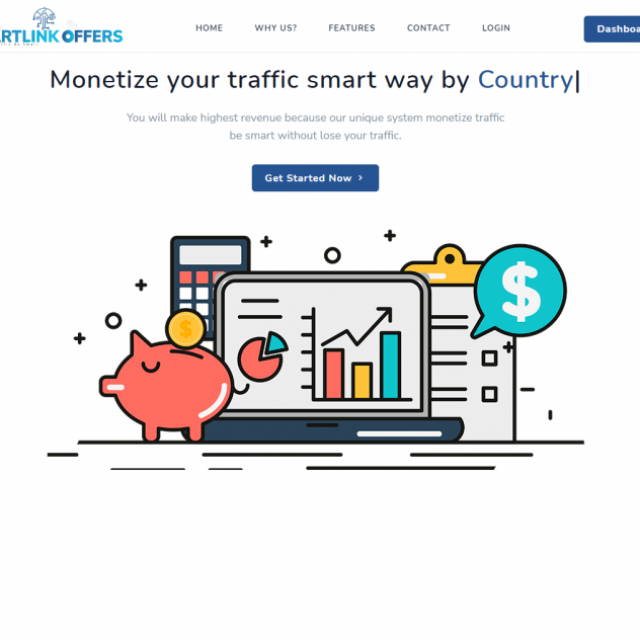 ARTLINK OFFERS
HOME WHY US? FEATURES CONTACT LOGIN
Dashboa
Monetize your traffic smart way by Country|
You will make highest revenue because our unique system monetize traffic
be smart without lose your traffic.
Get Started Now ›
$
$